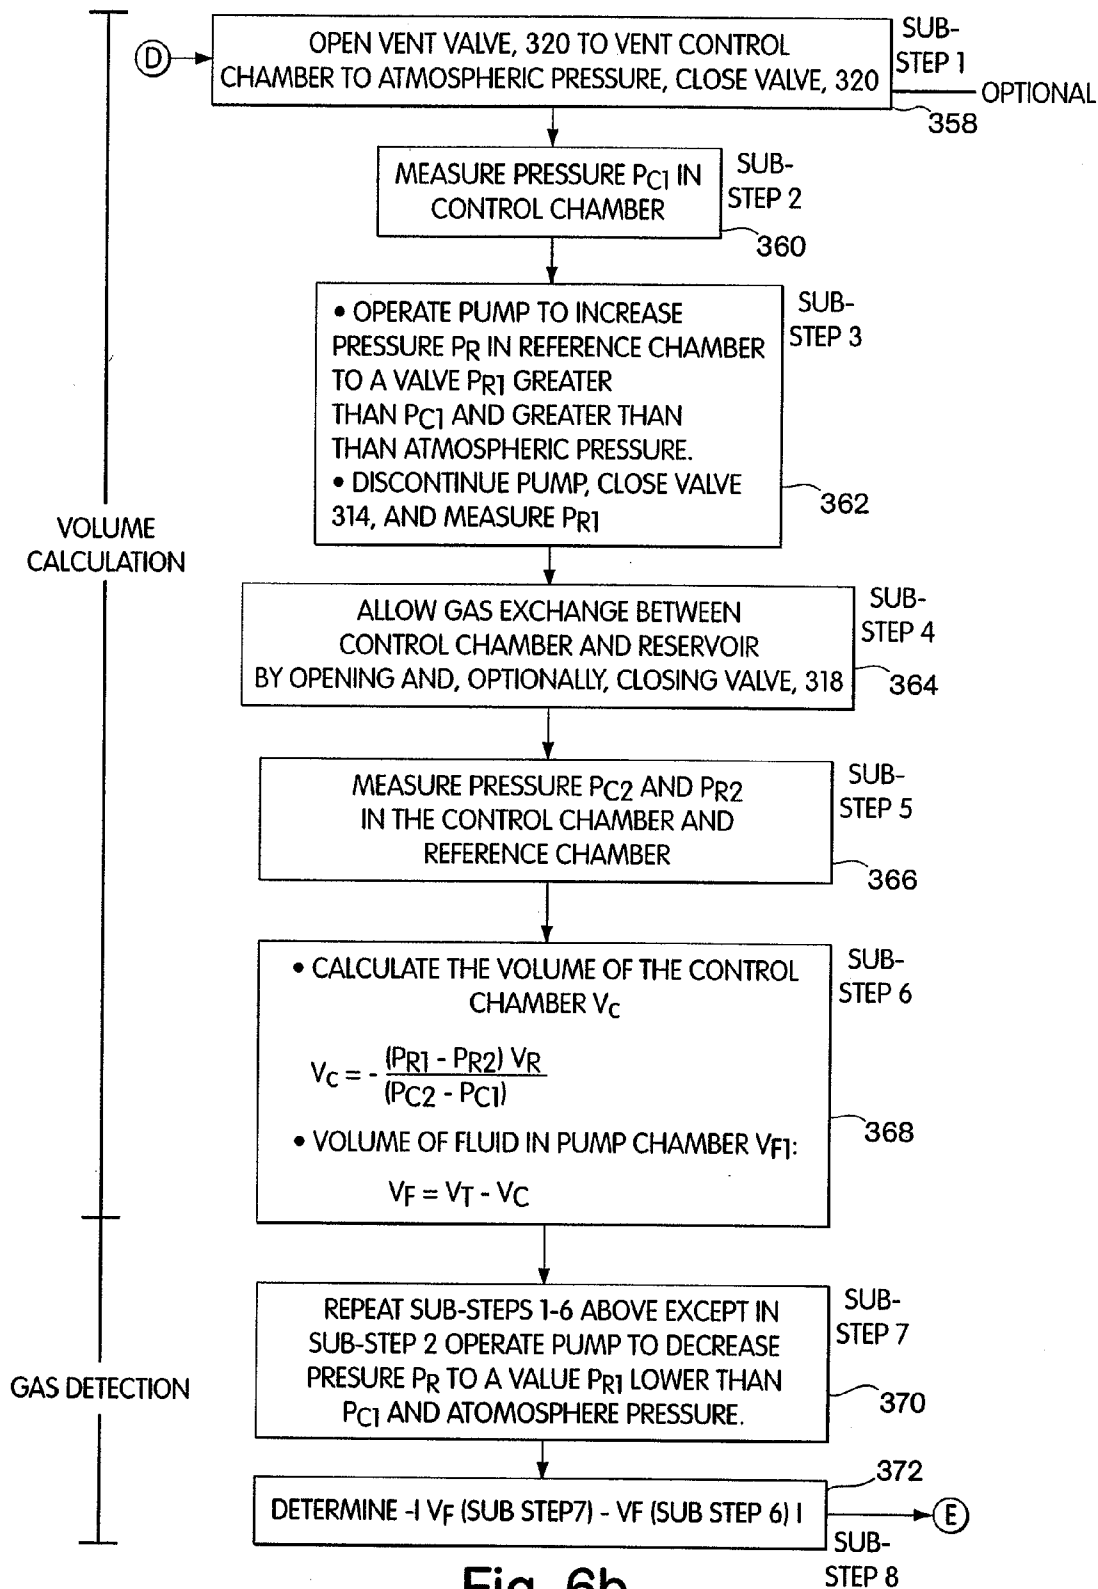 D
OPEN VENT VALVE, 320 TO VENT CONTROL
CHAMBER TO ATMOSPHERIC PRESSURE, CLOSE VALVE, 320
SUB-
STEP 1
OPTIONAL
358
MEASURE PRESSURE PC1 IN
CONTROL CHAMBER
SUB-
STEP 2
360
• OPERATE PUMP TO INCREASE
PRESSURE PR IN REFERENCE CHAMBER
TO A VALVE PR1 GREATER
THAN PC1 AND GREATER THAN
THAN ATMOSPHERIC PRESSURE.
• DISCONTINUE PUMP, CLOSE VALVE
314, AND MEASURE PR1
SUB-
STEP 3
362
VOLUME
CALCULATION
ALLOW GAS EXCHANGE BETWEEN
CONTROL CHAMBER AND RESERVOIR
BY OPENING AND, OPTIONALLY, CLOSING VALVE, 318
SUB-
STEP 4
364
MEASURE PRESSURE PC2 AND PR2
IN THE CONTROL CHAMBER AND
REFERENCE CHAMBER
SUB-
STEP 5
366
• CALCULATE THE VOLUME OF THE CONTROL
CHAMBER VC
VC = - (PR1 - PR2) VR
(PC2 - PC1)
• VOLUME OF FLUID IN PUMP CHAMBER VF1:
VF = VT - VC
SUB-
STEP 6
368
REPEAT SUB-STEPS 1-6 ABOVE EXCEPT IN
SUB-STEP 2 OPERATE PUMP TO DECREASE
PRESURE PR TO A VALUE PR1 LOWER THAN
PC1 AND ATOMOSPHERE PRESSURE.
SUB-
STEP 7
370
GAS DETECTION
DETERMINE -I VF (SUB STEP7) - VF (SUB STEP 6) I
372
E
SUB-
STEP 8
Fig. 6b